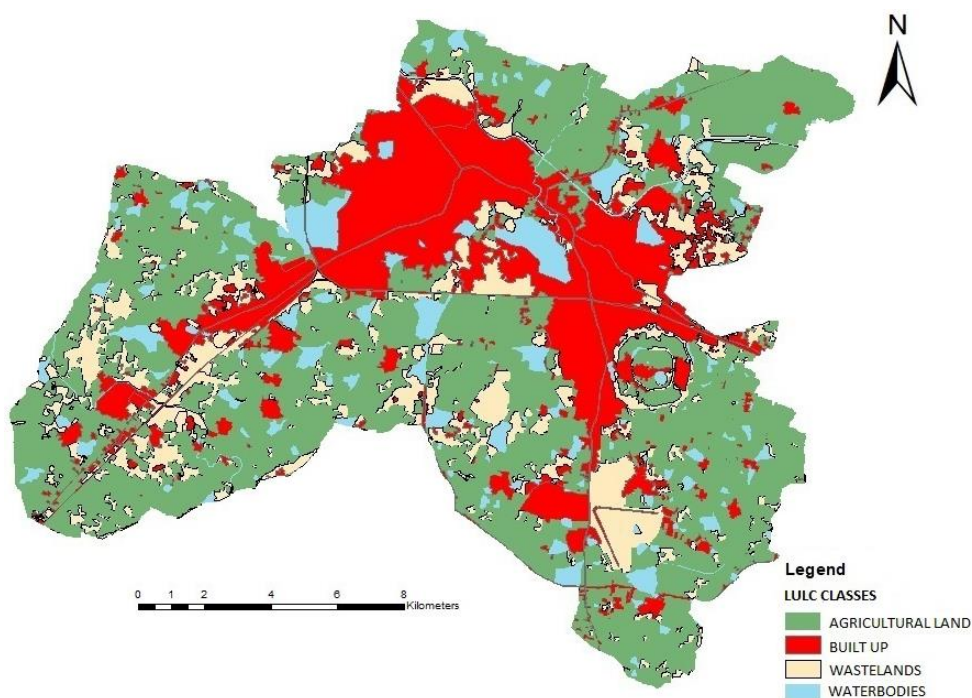 N
0 1 2 4 6 8
Kilometers
Legend
LULC CLASSES
AGRICULTURAL LAND
BUILT UP
WASTELANDS
WATERBODIES